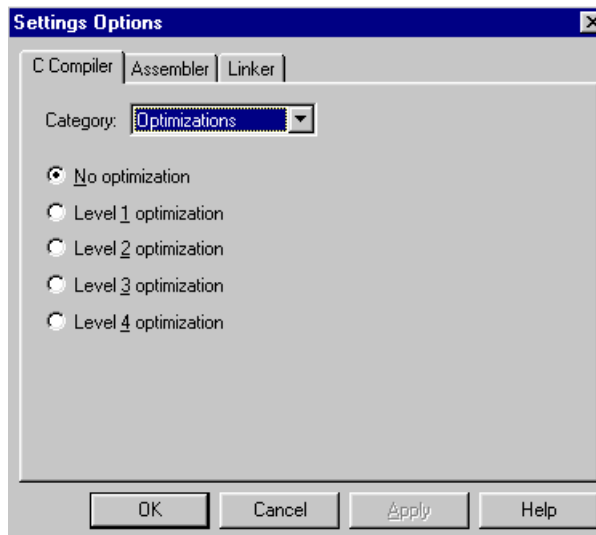 Settings Options
C Compiler Assembler Linker
Category: Optimizations
No optimization
Level 1 optimization
Level 2 optimization
Level 3 optimization
Level 4 optimization
OK Cancel Apply Help